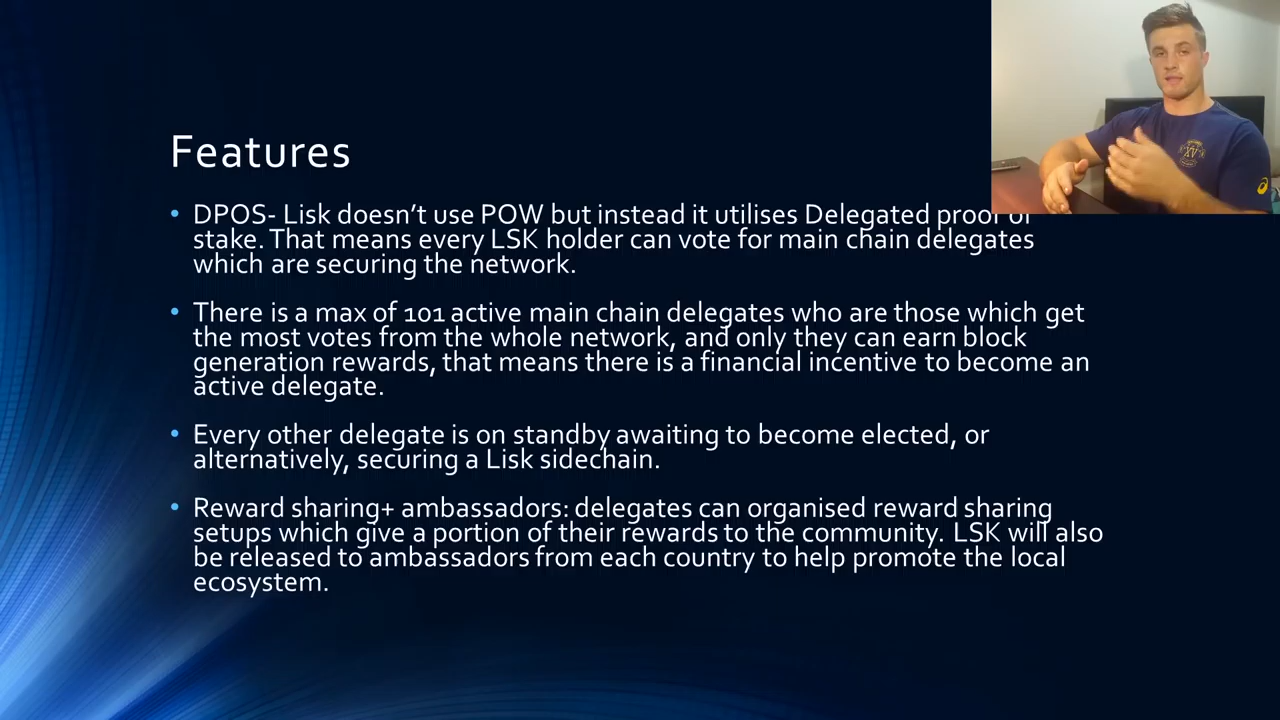 Features
• DPOS- Lisk doesn't use POW but instead it utilises Delegated proof of
stake. That means every LSK holder can vote for main chain delegates
which are securing the network.
• There is a max of 101 active main chain delegates who are those which get
the most votes from the whole network, and only they can earn block
generation rewards, that means there is a financial incentive to become an
active delegate.
• Every other delegate is on standby awaiting to become elected, or
alternatively, securing a Lisk sidechain.
• Reward sharing+ ambassadors: delegates can organised reward sharing
setups which give a portion of their rewards to the community. LSK will also
be released to ambassadors from each country to help promote the local
ecosystem.
XV